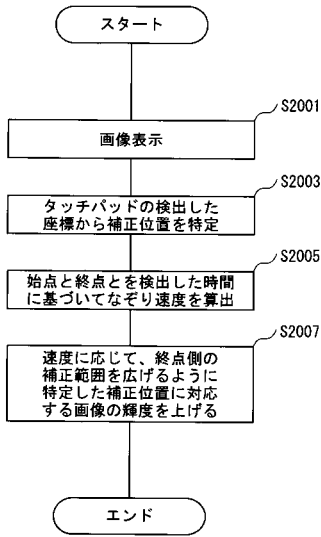 スタート
S2001
画像表示
S2003
タッチパッドの検出した
座標から補正位置を特定
S2005
始点と終点とを検出した時間
に基づいてなぞり速度を算出
S2007
速度に応じて、終点側の
補正範囲を広げるように
特定した補正位置に対応
する画像の輝度を上げる
エンド